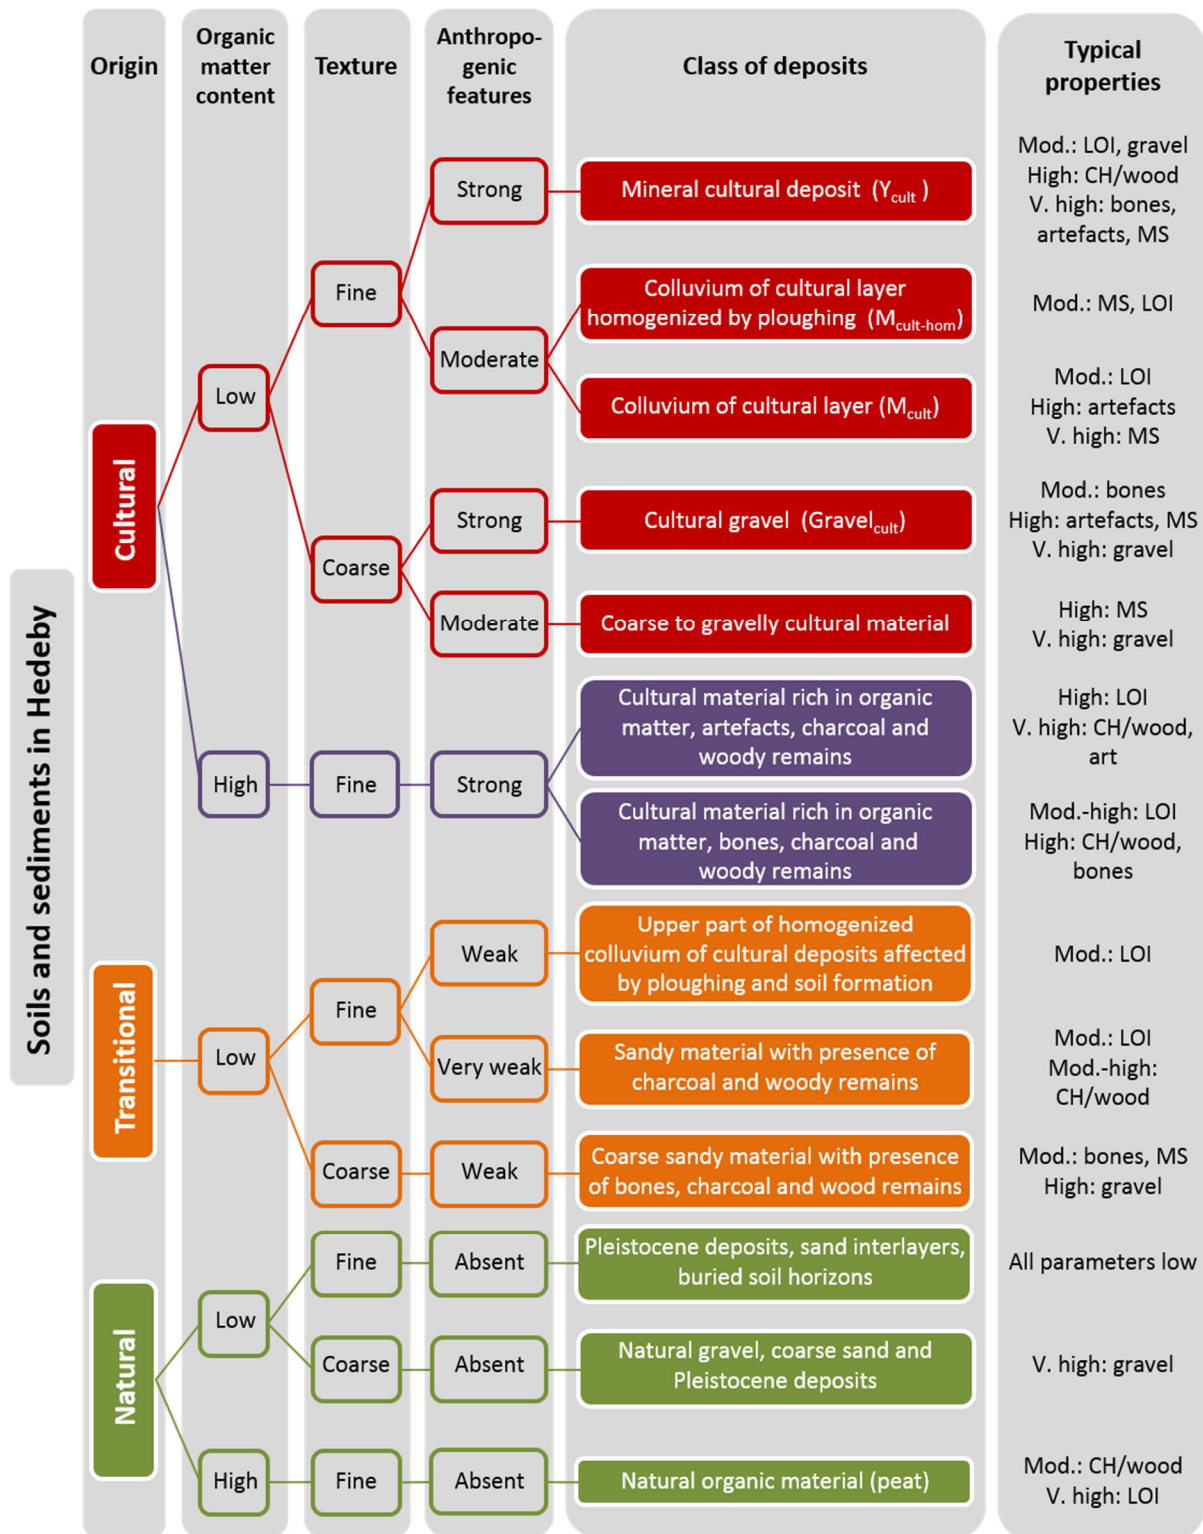 Soils and sediments in Hedeby
Origin
Organic
matter
content
Texture
Anthropo-
genic
features
Class of deposits
Typical
properties
Cultural
Low
Fine
Strong
Mineral cultural deposit (Ycult )
Mod.: LOI, gravel
High: CH/wood
V. high: bones,
artefacts, MS
Moderate
Colluvium of cultural layer
homogenized by ploughing (Mcult-hom)
Mod.: MS, LOI
Colluvium of cultural layer (Mcult)
Mod.: LOI
High: artefacts
V. high: MS
Coarse
Strong
Cultural gravel (Gravelcult)
Mod.: bones
High: artefacts, MS
V. high: gravel
Moderate
Coarse to gravelly cultural material
High: MS
V. high: gravel
High
Fine
Strong
Cultural material rich in organic
matter, artefacts, charcoal and
woody remains
High: LOI
V. high: CH/wood,
art
Cultural material rich in organic
matter, bones, charcoal and
woody remains
Mod.-high: LOI
High: CH/wood,
bones
Transitional
Low
Fine
Weak
Upper part of homogenized
colluvium of cultural deposits affected
by ploughing and soil formation
Mod.: LOI
Very weak
Sandy material with presence of
charcoal and woody remains
Mod.: LOI
Mod.-high:
CH/wood
Coarse
Weak
Coarse sandy material with presence
of bones, charcoal and wood remains
Mod.: bones, MS
High: gravel
Natural
Low
Fine
Absent
Pleistocene deposits, sand interlayers,
buried soil horizons
All parameters low
Coarse
Absent
Natural gravel, coarse sand and
Pleistocene deposits
V. high: gravel
High
Fine
Absent
Natural organic material (peat)
Mod.: CH/wood
V. high: LOI